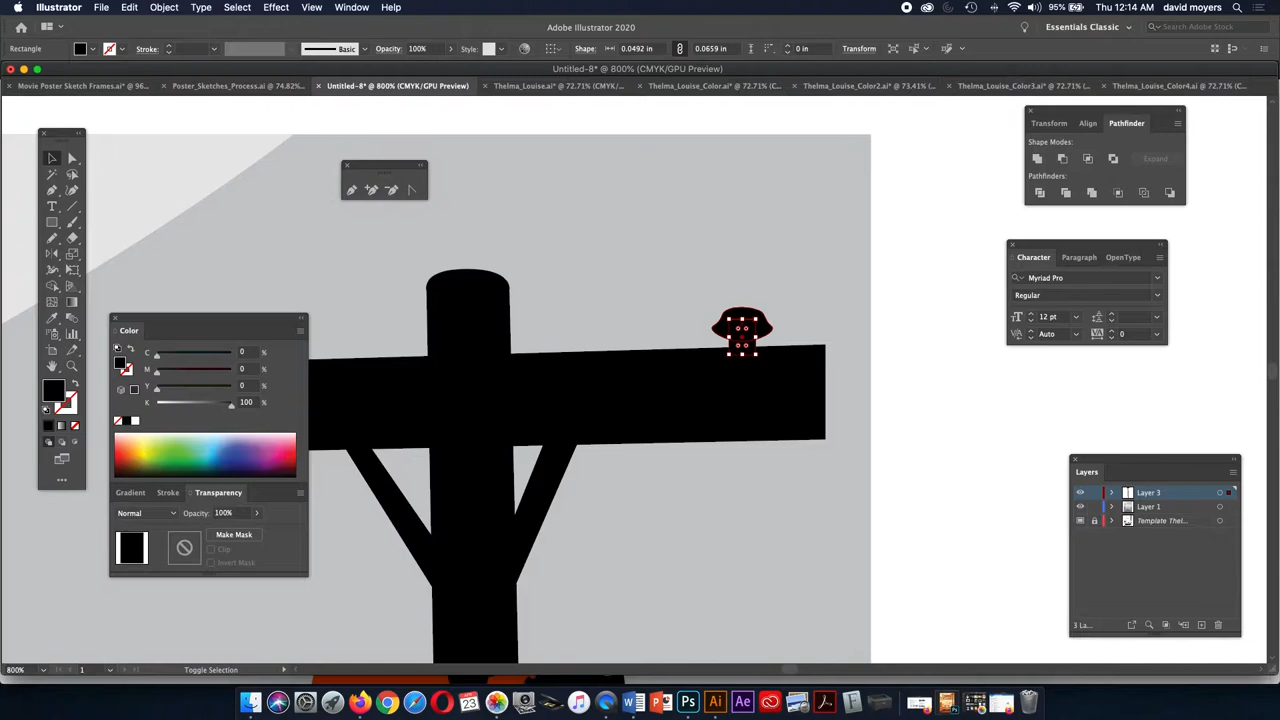 Illustrator File Edit Object Type Select Effect View Window Help 95% Thu 12:14 AM david moyers
Adobe Illustrator 2020 Essentials Classic Search Adobe Stock
Rectangle Stroke: Basic Opacity: 100% Style: Shape: 0.0492 in 0.0659 in 0 in Transform
Untitled-8* @ 800% (CMYK/GPU Preview)
Movie Poster Sketch Frames.ai* @ 96... Poster_Sketches_Process.ai @ 74.82%... Untitled-8* @ 800% (CMYK/GPU Preview) Thelma_Louise.ai* @ 72.71% (CMYK/... Thelma_Louise_Color.ai* @ 72.71% (C... Thelma_Louise_Color2.ai* @ 73.41% (... Thelma_Louise_Color3.ai* @ 72.71% (... Thelma_Louise_Color4.ai @ 72.71% (C...
Transform Align Pathfinder
Shape Modes:
Expand
Pathfinders:
Character Paragraph OpenType
Myriad Pro
Regular
12 pt
Auto 0
Color
C 0 %
M 0 %
Y 0 %
K 100 %
Gradient Stroke Transparency
Normal Opacity: 100%
Make Mask
Clip
Invert Mask
Layers
Layer 3
Layer 1
Template Thel...
3 La...
800% 1 Toggle Selection